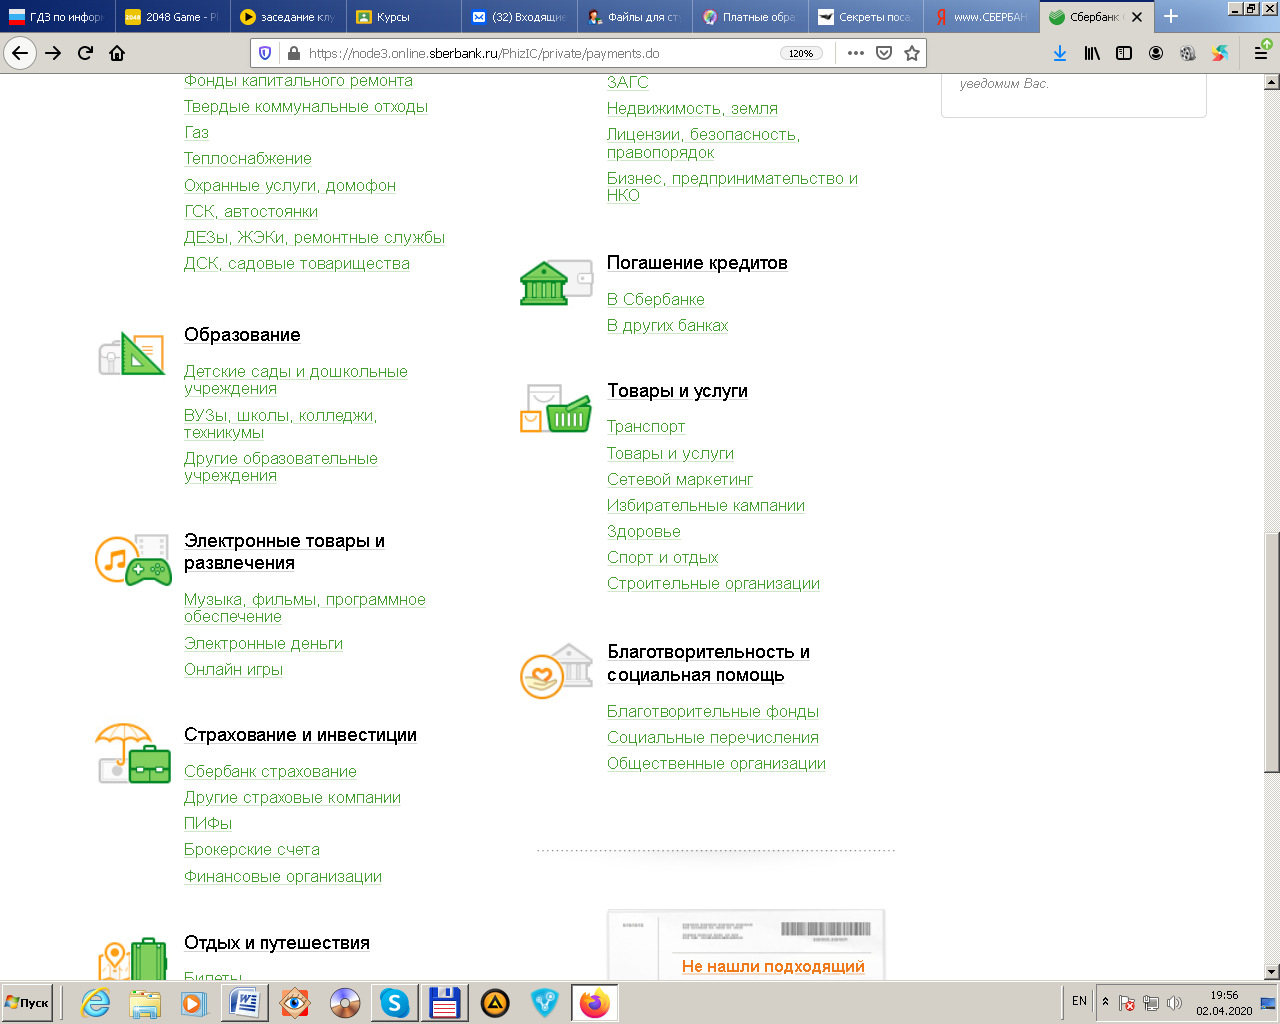 ГДЗ по инфор
2048 Game - Pl
заседание клу
Курсы
(32) Входящие
Файлы для сту
Платные обра
Секреты поса
www.СБЕРБАН
Сбербанк
https://node3.online.sberbank.ru/PhizIC/private/payments.do
120%
Фонды капитального ремонта
Твердые коммунальные отходы
Газ
Теплоснабжение
Охранные услуги, домофон
ГСК, автостоянки
ДЕЗы, ЖЭКи, ремонтные службы
ДСК, садовые товарищества
Образование
Детские сады и дошкольные
учреждения
ВУЗы, школы, колледжи,
техникумы
Другие образовательные
учреждения
Электронные товары и
развлечения
Музыка, фильмы, программное
обеспечение
Электронные деньги
Онлайн игры
Страхование и инвестиции
Сбербанк страхование
Другие страховые компании
ПИФы
Брокерские счета
Финансовые организации
Отдых и путешествия
Билеты
ЗАГС
Недвижимость, земля
Лицензии, безопасность,
правопорядок
Бизнес, предпринимательство и
НКО
Погашение кредитов
В Сбербанке
В других банках
Товары и услуги
Транспорт
Товары и услуги
Сетевой маркетинг
Избирательные кампании
Здоровье
Спорт и отдых
Строительные организации
Благотворительность и
социальная помощь
Благотворительные фонды
Социальные перечисления
Общественные организации
Не нашли подходящий
уведомим Вас.
Пуск
EN
19:56
02.04.2020